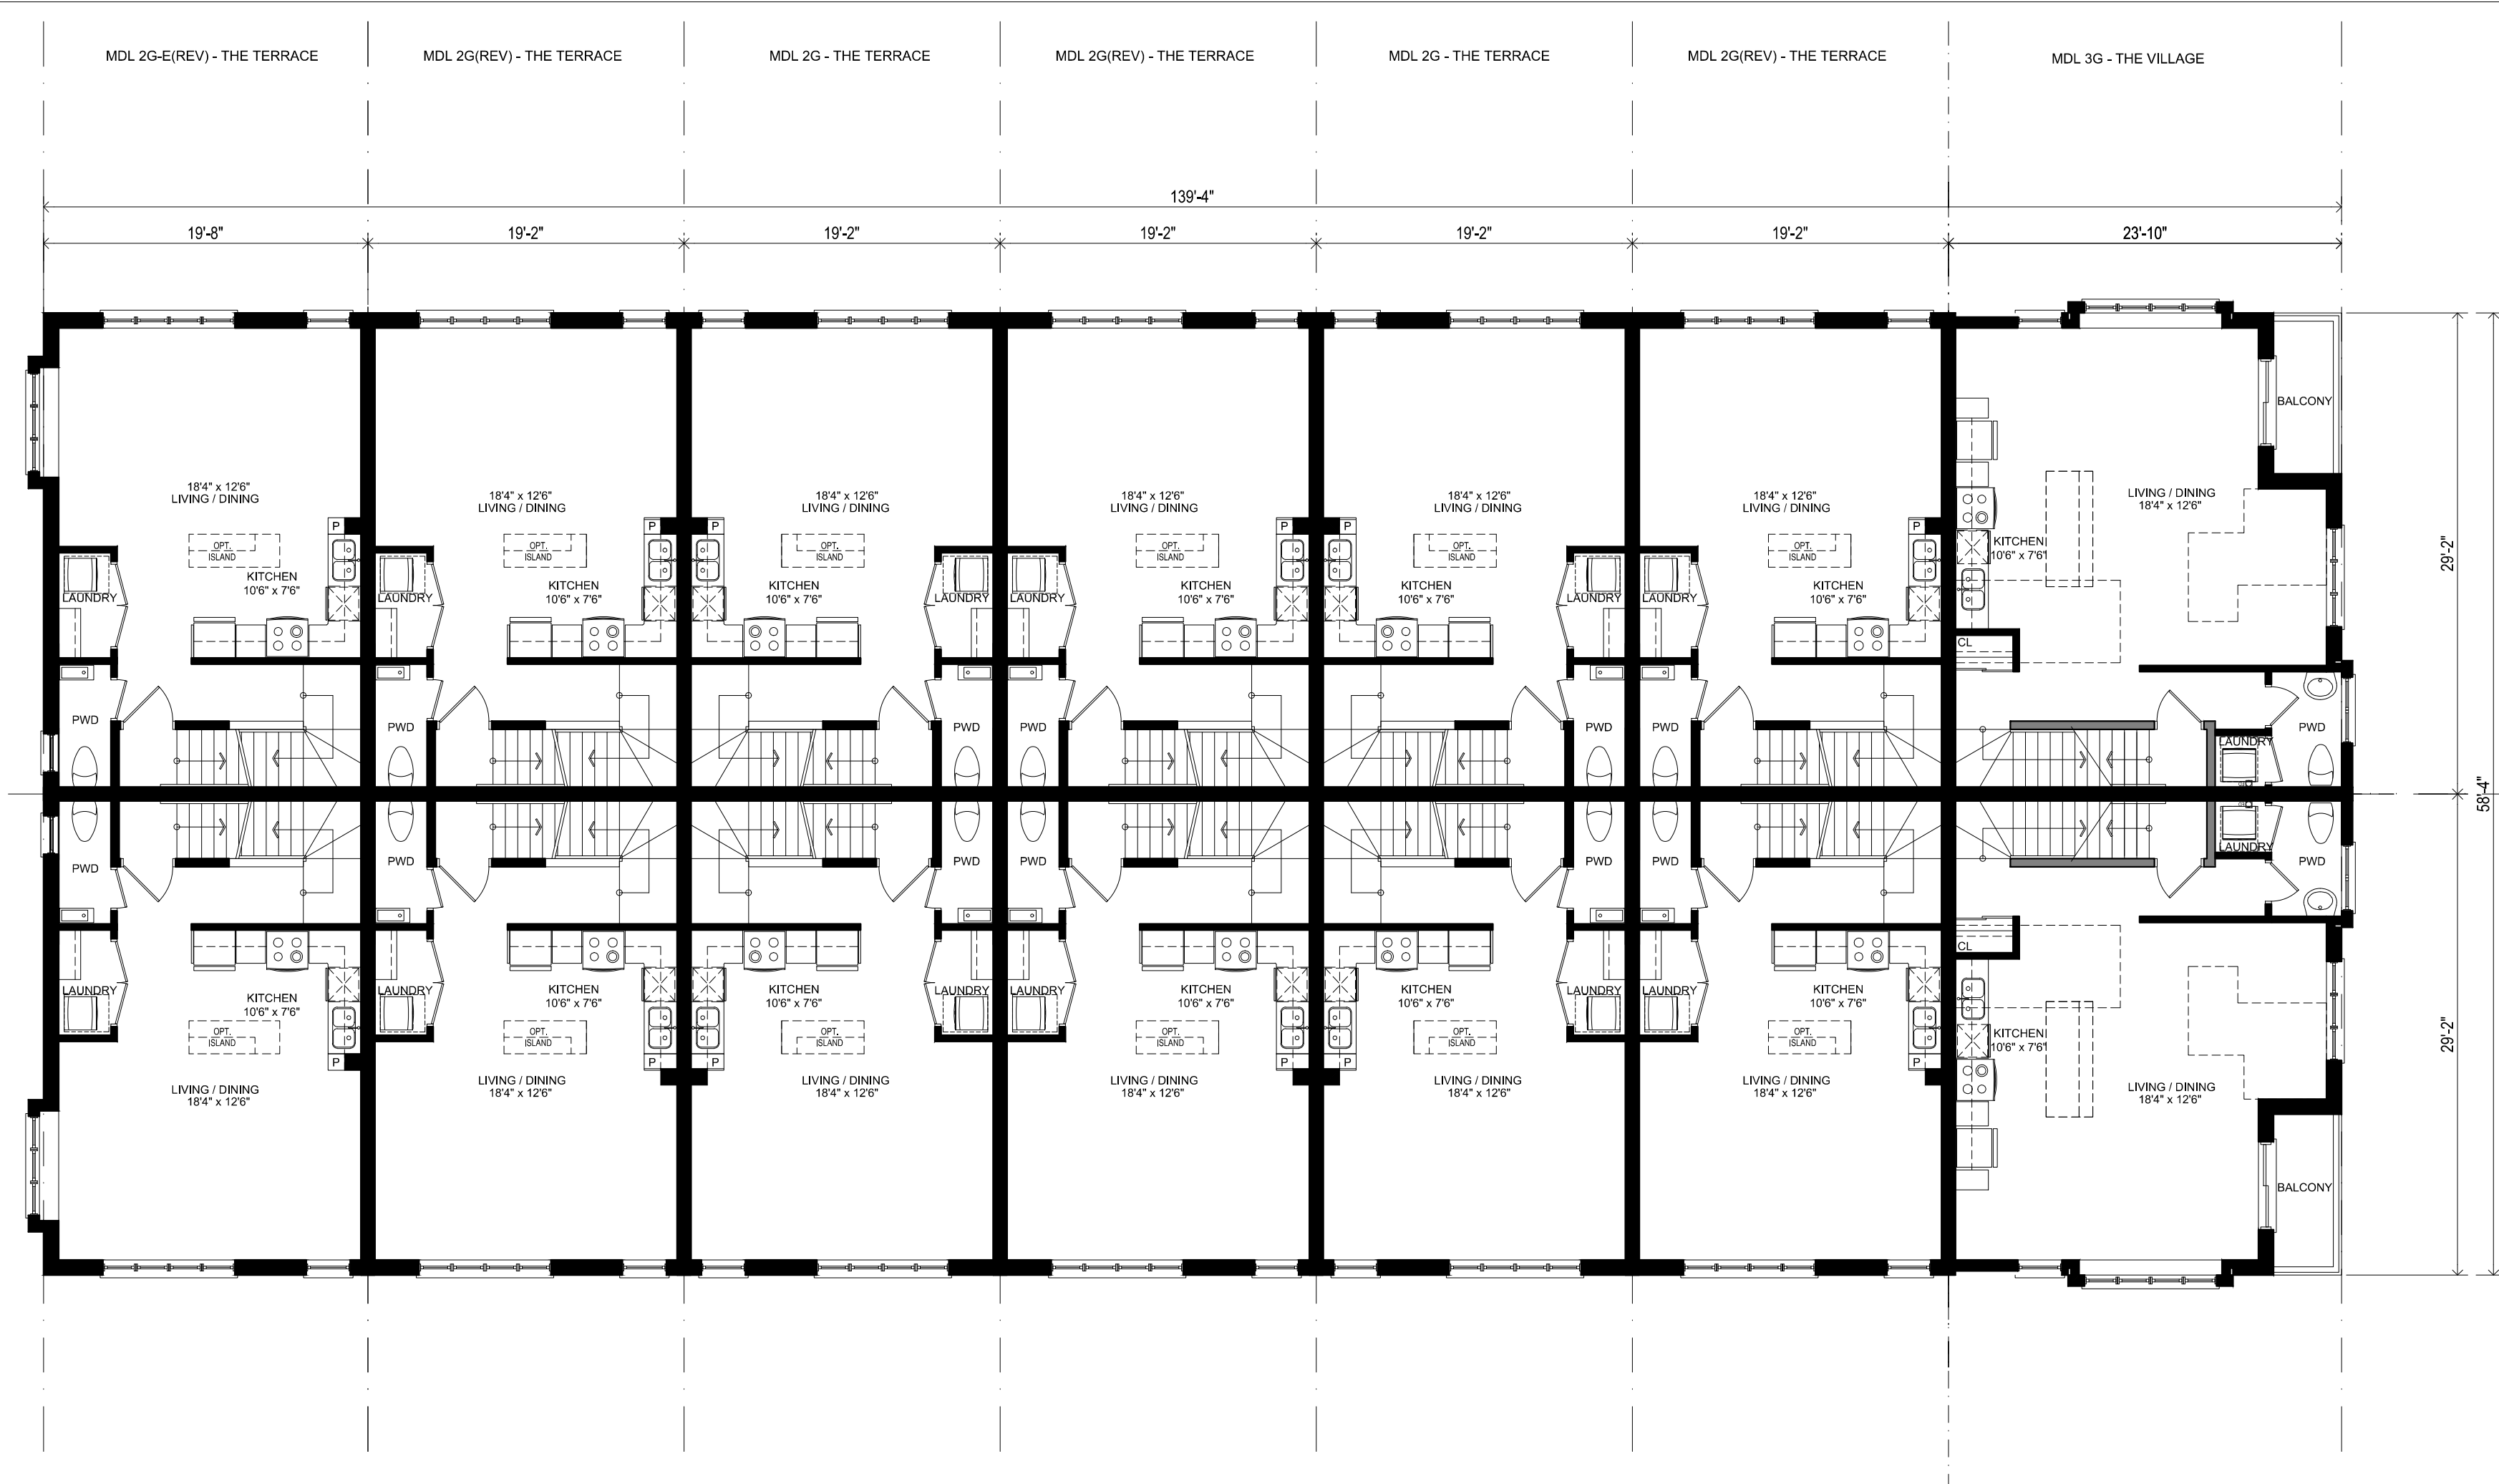 MDL 2G-E(REV) - THE TERRACE
MDL 2G(REV) - THE TERRACE
MDL 2G - THE TERRACE
MDL 2G(REV) - THE TERRACE
MDL 2G - THE TERRACE
MDL 2G(REV) - THE TERRACE
MDL 3G - THE VILLAGE
139'-4"
19'-8"
19'-2"
19'-2"
19'-2"
19'-2"
19'-2"
23'-10"
BALCONY
18'4" x 12'6"
LIVING / DINING
18'4" x 12'6"
LIVING / DINING
18'4" x 12'6"
LIVING / DINING
18'4" x 12'6"
LIVING / DINING
18'4" x 12'6"
LIVING / DINING
18'4" x 12'6"
LIVING / DINING
LIVING / DINING
18'4" x 12'6"
P
P
P
P
P
P
OPT.
ISLAND
OPT.
ISLAND
OPT.
ISLAND
OPT.
ISLAND
OPT.
ISLAND
OPT.
ISLAND
KITCHEN
10'6" x 7'6"
KITCHEN
10'6" x 7'6"
KITCHEN
10'6" x 7'6"
KITCHEN
10'6" x 7'6"
KITCHEN
10'6" x 7'6"
KITCHEN
10'6" x 7'6"
KITCHEN
10'6" x 7'6"
29'-2"
LAUNDRY
LAUNDRY
LAUNDRY
LAUNDRY
LAUNDRY
LAUNDRY
CL
PWD
PWD
PWD
PWD
PWD
PWD
PWD
LAUNDRY
58'-4"
LAUNDRY
PWD
PWD
PWD
PWD
PWD
PWD
PWD
CL
LAUNDRY
LAUNDRY
LAUNDRY
LAUNDRY
LAUNDRY
LAUNDRY
KITCHEN
10'6" x 7'6"
KITCHEN
10'6" x 7'6"
KITCHEN
10'6" x 7'6"
KITCHEN
10'6" x 7'6"
KITCHEN
10'6" x 7'6"
KITCHEN
10'6" x 7'6"
KITCHEN
10'6" x 7'6"
29'-2"
OPT.
ISLAND
OPT.
ISLAND
OPT.
ISLAND
OPT.
ISLAND
OPT.
ISLAND
OPT.
ISLAND
P
P
P
P
P
P
LIVING / DINING
18'4" x 12'6"
LIVING / DINING
18'4" x 12'6"
LIVING / DINING
18'4" x 12'6"
LIVING / DINING
18'4" x 12'6"
LIVING / DINING
18'4" x 12'6"
LIVING / DINING
18'4" x 12'6"
LIVING / DINING
18'4" x 12'6"
BALCONY